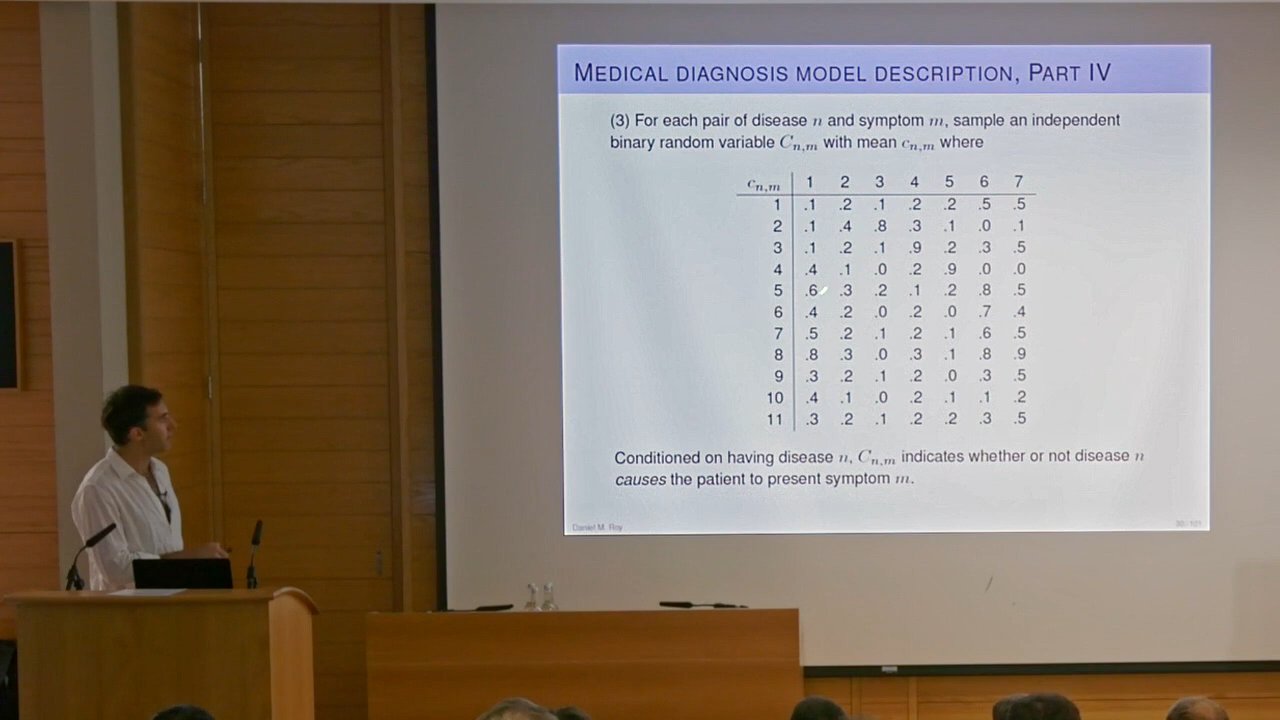 MEDICAL DIAGNOSIS MODEL DESCRIPTION, PART IV
(3) For each pair of disease n and symptom m, sample an independent
binary random variable Cn,m with mean cn,m where
cn,m 1 2 3 4 5 6 7
1 .1 .2 .1 .2 .2 .5 .5
2 .1 .4 .8 .3 .1 .0 .1
3 .1 .2 .1 .9 .2 .3 .5
4 .4 .1 .0 .2 .9 .0 .0
5 .6 .3 .2 .1 .2 .8 .5
6 .4 .2 .0 .2 .0 .7 .4
7 .5 .2 .1 .2 .1 .6 .5
8 .8 .3 .0 .3 .1 .8 .9
9 .3 .2 .1 .2 .0 .3 .5
10 .4 .1 .0 .2 .1 .1 .2
11 .3 .2 .1 .2 .2 .3 .5
Conditioned on having disease n, Cn,m indicates whether or not disease n
causes the patient to present symptom m.
Daniel M. Roy